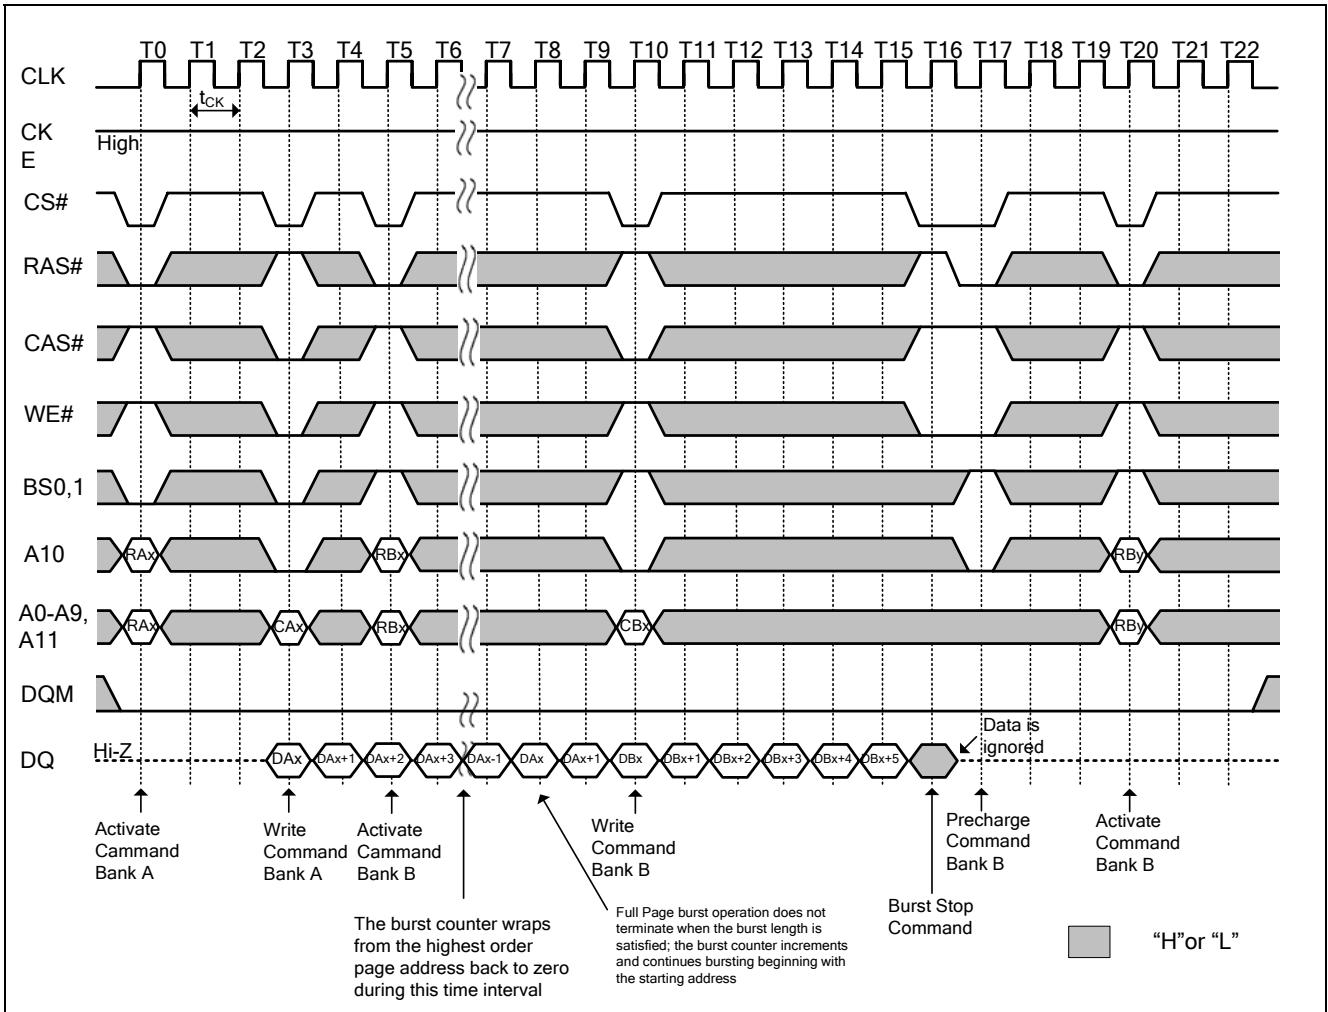 T0 T1 T2 T3 T4 T5 T6 T7 T8 T9 T10 T11 T12 T13 T14 T15 T16 T17 T18 T19 T20 T21 T22
CLK
tCK
CK
E
High
CS#
RAS#
CAS#
WE#
BS0,1
A10
RAx RBx RBy
A0-A9,
A11
RAx CAx RBx CBx RBy
DQM
DQ
Hi-Z
DAx DAx+1 DAx+2 DAx+3 DAx-1 DAx DAx+1 DBx DBx+1 DBx+2 DBx+3 DBx+4 DBx+5
Data is
ignored
Activate
Cammand
Bank A
Write
Command
Bank A
Activate
Cammand
Bank B
Write
Command
Bank B
Precharge
Command
Bank B
Activate
Command
Bank B
The burst counter wraps
from the highest order
page address back to zero
during this time interval
Full Page burst operation does not
terminate when the burst length is
satisfied; the burst counter increments
and continues bursting beginning with
the starting address
Burst Stop
Command
“H”or “L”